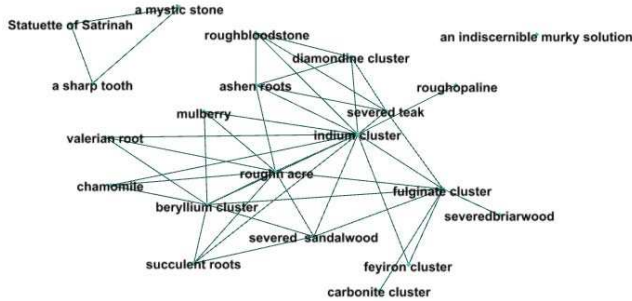 a mystic stone
Statuette of Satrinah
roughbloodstone
an indiscernible murky solution
diamondine cluster
a sharp tooth
ashen roots
roughopaline
mulberry
severed teak
valerian root
indium cluster
roughn acre
chamomile
fulginate cluster
beryllium cluster
severedbriarwood
severed sandalwood
succulent roots
feyiron cluster
carbonite cluster